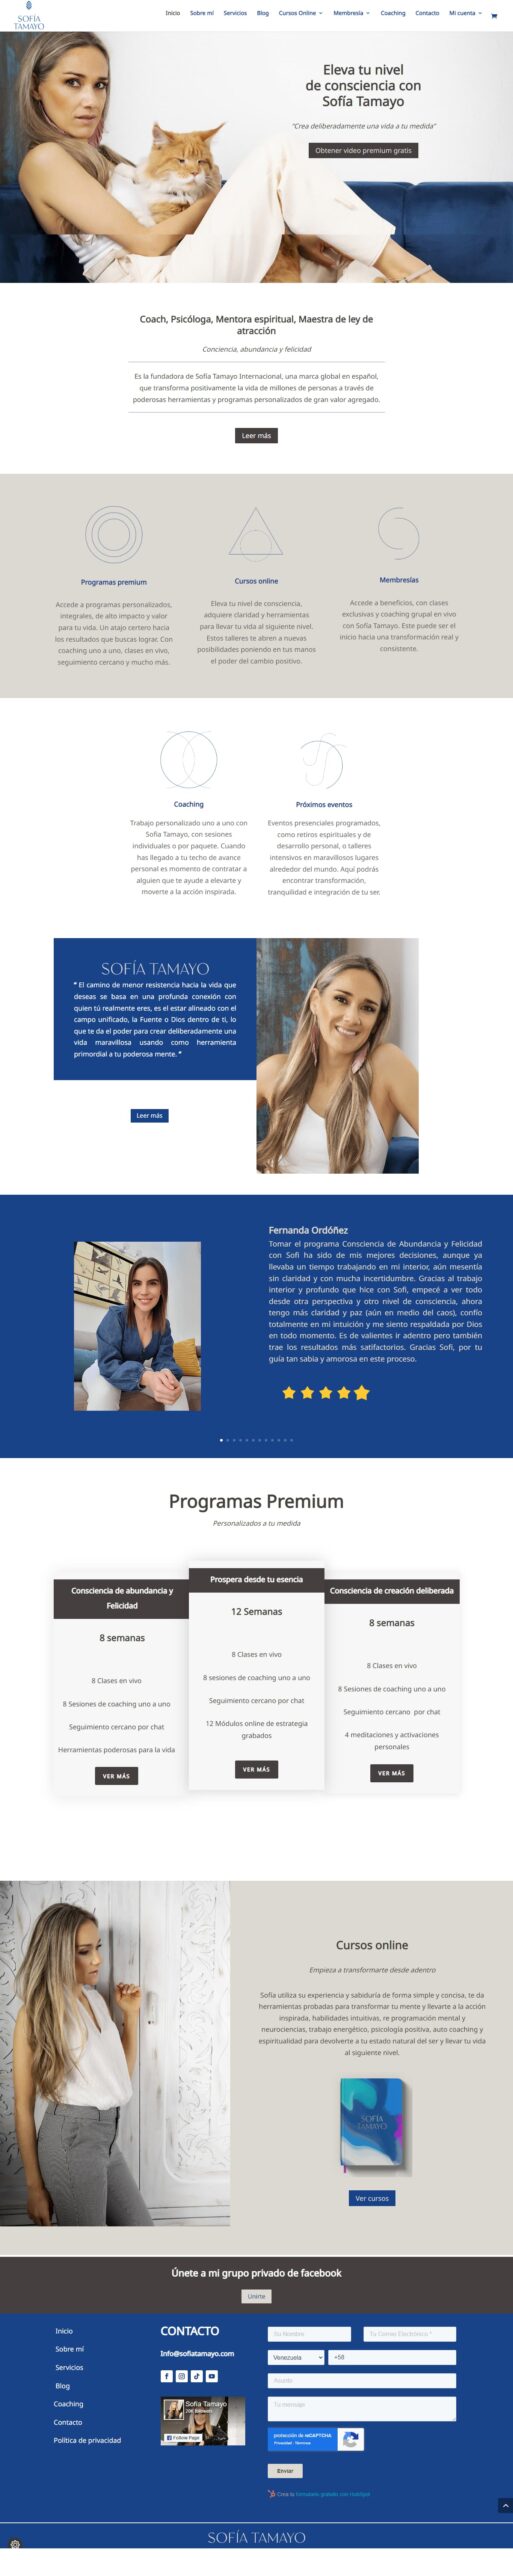 SOFÍA
TAMAYO
Inicio Sobre mí Servicios Blog Cursos Online Membresía Coaching Contacto Mi cuenta
Eleva tu nivel
de consciencia con
Sofía Tamayo
"Crea deliberadamente una vida a tu medida"
Obtener video premium gratis
Coach, Psicóloga, Mentora espiritual, Maestra de ley de
atracción
Conciencia, abundancia y felicidad
Es la fundadora de Sofía Tamayo Internacional, una marca global en español,
que transforma positivamente la vida de millones de personas a través de
poderosas herramientas y programas personalizados de gran valor agregado.
Leer más
Programas premium
Accede a programas personalizados,
integrales, de alto impacto y valor
para tu vida. Un atajo certero hacia
los resultados que buscas lograr. Con
coaching uno a uno, clases en vivo,
seguimiento cercano y mucho más.
Cursos online
Eleva tu nivel de consciencia,
adquiere claridad y herramientas
para llevar tu vida al siguiente nivel.
Estos talleres te abren a nuevas
posibilidades poniendo en tus manos
el poder del cambio positivo.
Membresías
Accede a beneficios, con clases
exclusivas y coaching grupal en vivo
con Sofía Tamayo. Este puede ser el
inicio hacia una transformación real y
consistente.
Coaching
Trabajo personalizado uno a uno con
Sofía Tamayo, con sesiones
individuales o por paquete. Cuando
has llegado a tu techo de avance
personal es momento de contratar a
alguien que te ayude a elevarte y
moverte a la acción inspirada.
Próximos eventos
Eventos presenciales programados,
como retiros espirituales y de
desarrollo personal, o talleres
intensivos en maravillosos lugares
alrededor del mundo. Aquí podrás
encontrar transformación,
tranquilidad e integración de tu ser.
SOFÍA TAMAYO
" El camino de menor resistencia hacia la vida que
deseas se basa en una profunda conexión con
quien tú realmente eres, es el estar alineado con el
campo unificado, la Fuente o Dios dentro de ti, lo
que te da el poder para crear deliberadamente una
vida maravillosa usando como herramienta
primordial a tu poderosa mente. "
Leer más
Fernanda Ordóñez
Tomar el programa Consciencia de Abundancia y Felicidad
con Sofi ha sido de mis mejores decisiones, aunque ya
llevaba un tiempo trabajando en mi interior, aún mesentía
sin claridad y con mucha incertidumbre. Gracias al trabajo
interior y profundo que hice con Sofi, empecé a ver todo
desde otra perspectiva y otro nivel de consciencia, ahora
tengo más claridad y paz (aún en medio del caos), confío
totalmente en mi intuición y me siento respaldada por Dios
en todo momento. Es de valientes ir adentro pero también
trae los resultados más satifactorios. Gracias Sofi, por tu
guía tan sabia y amorosa en este proceso.
Programas Premium
Personalizados a tu medida
Consciencia de abundancia y
Felicidad
8 semanas
8 Clases en vivo
8 Sesiones de coaching uno a uno
Seguimiento cercano por chat
Herramientas poderosas para la vida
VER MÁS
Prospera desde tu esencia
12 Semanas
8 Clases en vivo
8 sesiones de coaching uno a uno
Seguimiento cercano por chat
12 Módulos online de estrategia
grabados
VER MÁS
Consciencia de creación deliberada
8 semanas
8 Clases en vivo
8 Sesiones de coaching uno a uno
Seguimiento cercano por chat
4 meditaciones y activaciones
personales
VER MÁS
Cursos online
Empieza a transformarte desde adentro
Sofía utiliza su experiencia y sabiduría de forma simple y concisa, te da
herramientas probadas para transformar tu mente y llevarte a la acción
inspirada, habilidades intuitivas, re programación mental y
neurociencias, trabajo energético, psicología positiva, auto coaching y
espiritualidad para devolverte a tu estado natural del ser y llevar tu vida
al siguiente nivel.
SOFÍA
TAMAYO
Ver cursos
Únete a mi grupo privado de facebook
Unirte
Inicio
Sobre mí
Servicios
Blog
Coaching
Contacto
Política de privacidad
CONTACTO
Info@sofiatamayo.com
Sofía Tamayo
Follow Page
Su Nombre
Tu Correo Electrónico *
Venezuela
+58
Asunto
Tu mensaje
protección de reCAPTCHA
Privacidad - Términos
Enviar
Crea tu formulario gratuito con HubSpot
SOFÍA TAMAYO